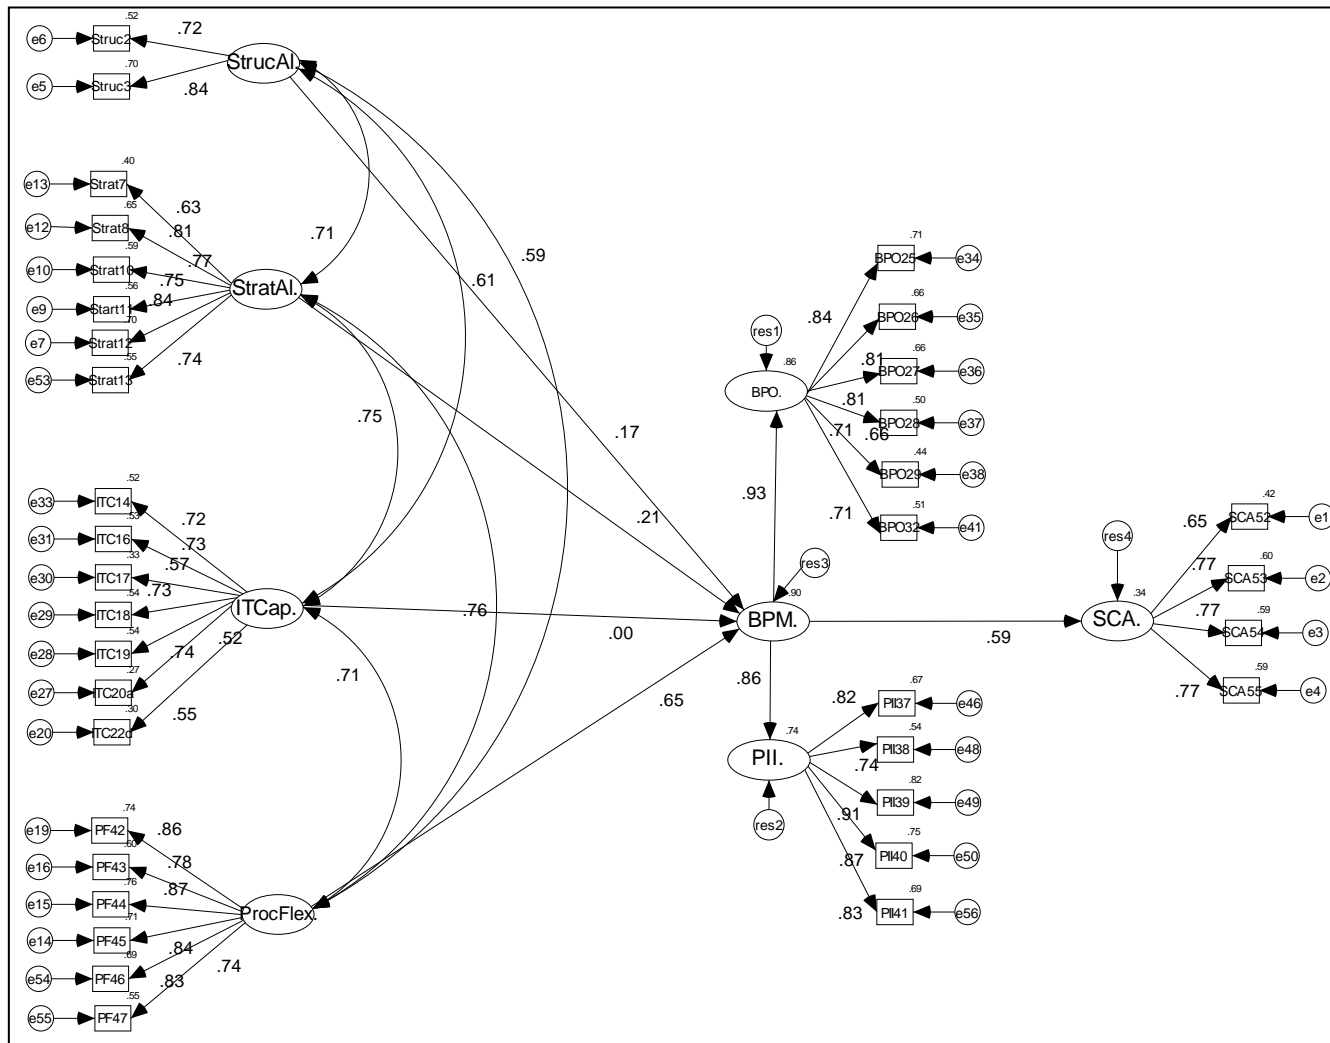 .52
e6 Struc2 .72
StrucAl.
.70
e5 Struc3 .84
.40
e13 Strat7 .63
.65
e12 Strat8 .81
.59
e10 Strat10 .77
.56
e9 Start11 .75
.70
e7 Strat12 .84
.55
e53 Strat13 .74
StratAl.
.71
.61
.59
.75
.17
.21
.52
e33 ITC14 .72
.53
e31 ITC16 .73
.33
e30 ITC17 .57
.54
e29 ITC18 .73
.54
e28 ITC19 .74
.27
e27 ITC20a .52
.30
e20 ITC22d .55
ITCap.
.76
.00
.71
.65
.74
e19 PF42 .86
.60
e16 PF43 .78
.76
e15 PF44 .87
.71
e14 PF45 .84
.69
e54 PF46 .83
.55
e55 PF47 .74
ProcFlex.
res1
.86
BPO.
.93
.71
.84 BPO25 e34
.66
.81 BPO26 e35
.66
.81 BPO27 e36
.50
.71 BPO28 e37
.44
.66 BPO29 e38
.51
.71 BPO32 e41
res3
.90
BPM.
.59
.86
.74
PII.
res2
.67
.82 PII37 e46
.54
.74 PII38 e48
.82
.91 PII39 e49
.75
.87 PII40 e50
.69
.83 PII41 e56
res4
.34
SCA.
.42
.65 SCA52 e1
.60
.77 SCA53 e2
.59
.77 SCA54 e3
.59
.77 SCA55 e4